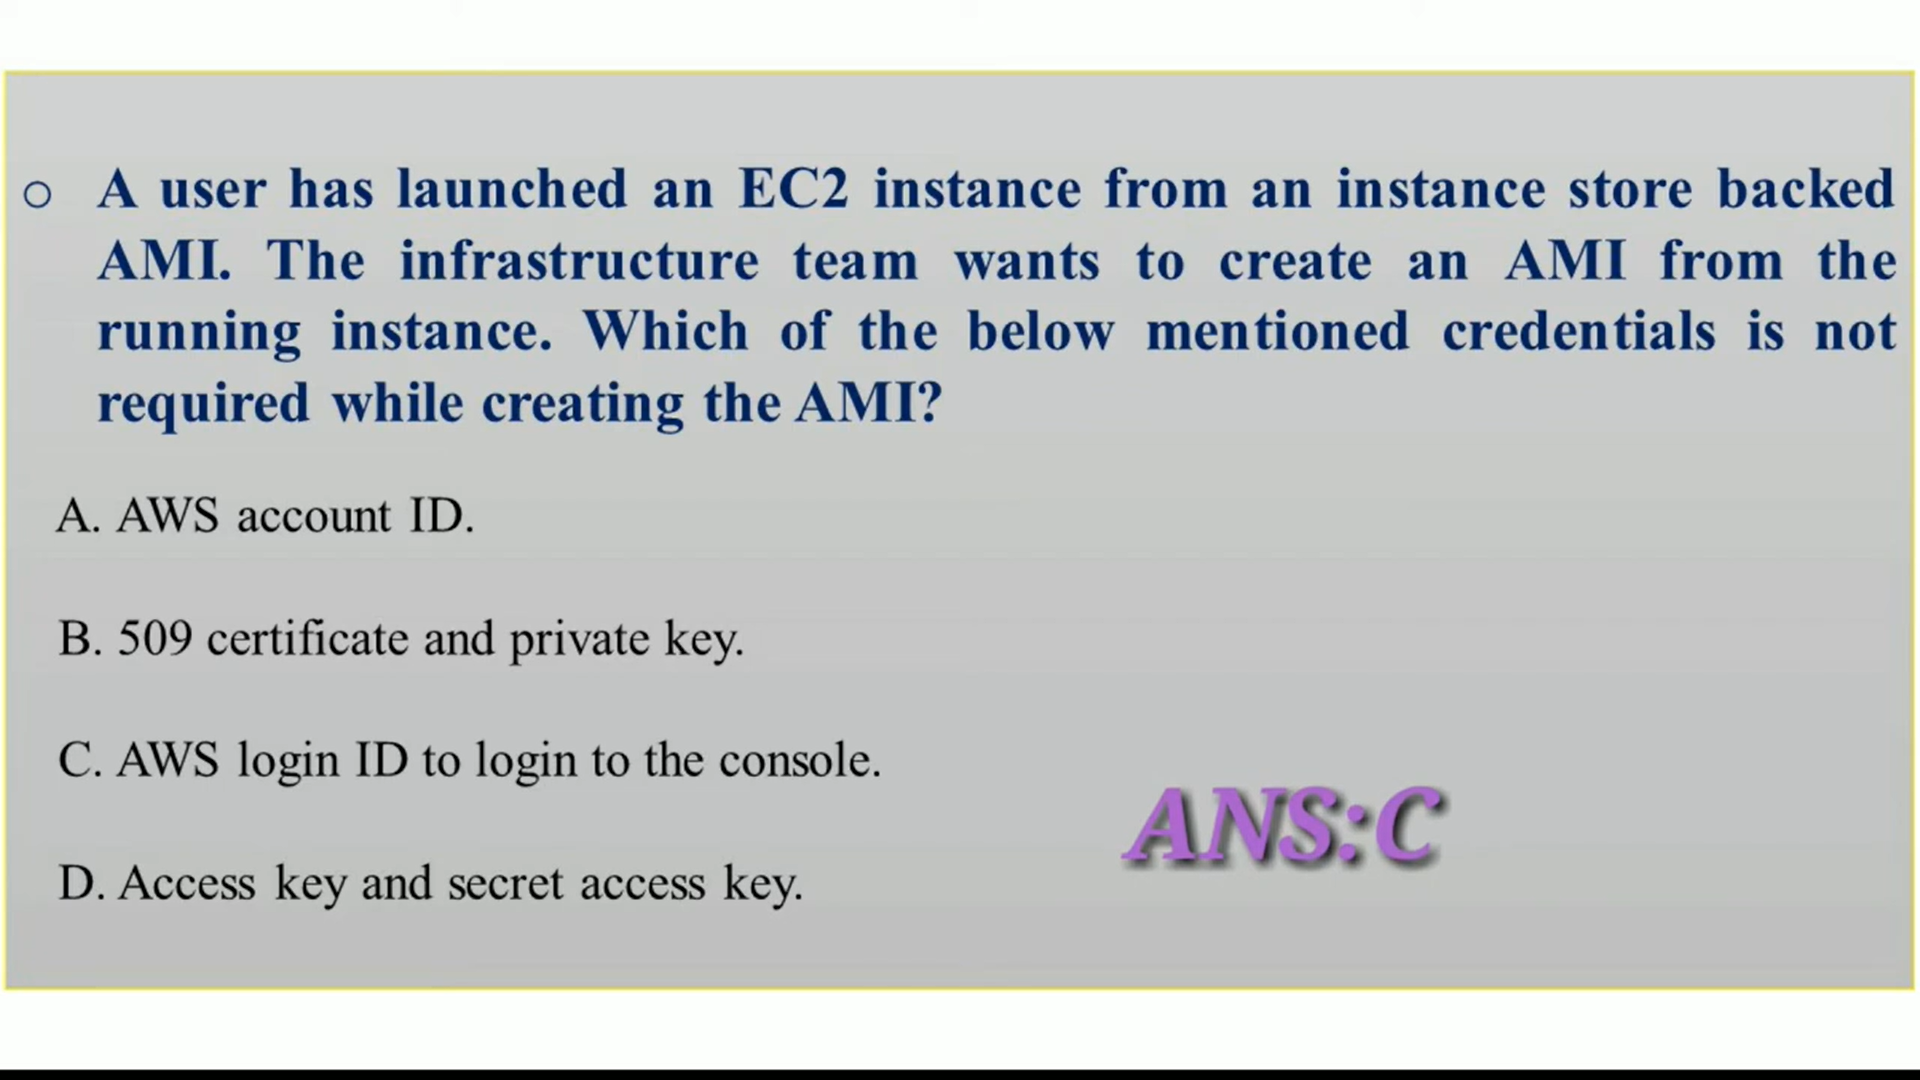 o A user has launched an EC2 instance from an instance store backed
AMI. The infrastructure team wants to create an AMI from the
running instance. Which of the below mentioned credentials is not
required while creating the AMI?
A. AWS account ID.
B. 509 certificate and private key.
C. AWS login ID to login to the console.
ANS:C
D. Access key and secret access key.